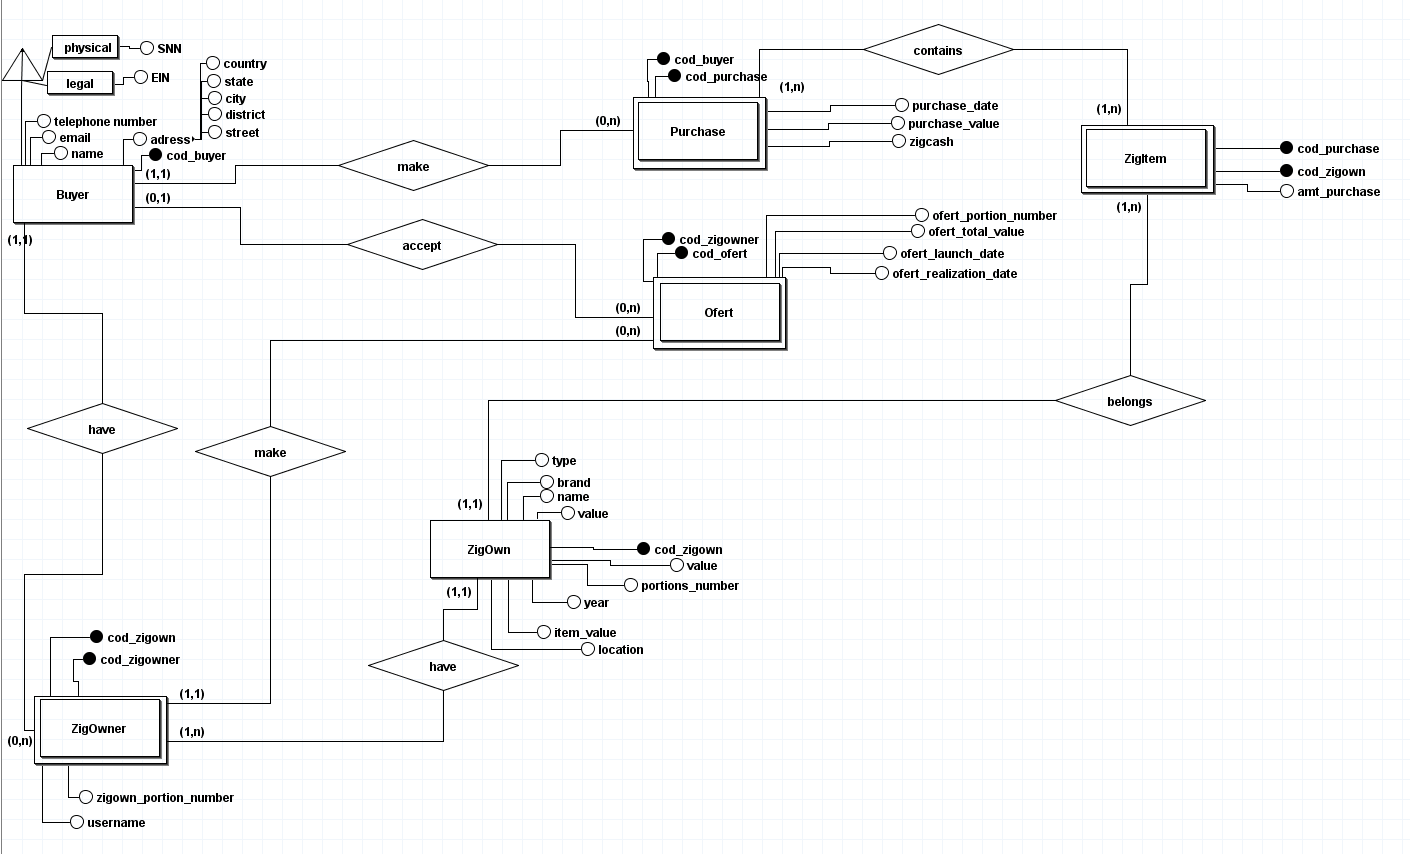 physical
SNN
legal
EIN
country
state
city
district
street
telephone number
email
adress
name
cod_buyer
Buyer
(1,1)
(0,1)
(1,1)
make
(0,n)
cod_buyer
cod_purchase
(1,n)
Purchase
purchase_date
purchase_value
zigcash
contains
(1,n)
ZigItem
cod_purchase
cod_zigown
amt_purchase
(1,n)
accept
cod_zigowner
cod_ofert
ofert_portion_number
ofert_total_value
ofert_launch_date
ofert_realization_date
(0,n)
Ofert
(0,n)
belongs
have
make
type
brand
name
value
(1,1)
ZigOwn
cod_zigown
value
portions_number
(1,1)
year
item_value
location
have
cod_zigown
cod_zigowner
(1,1)
ZigOwner
(1,n)
(0,n)
zigown_portion_number
username